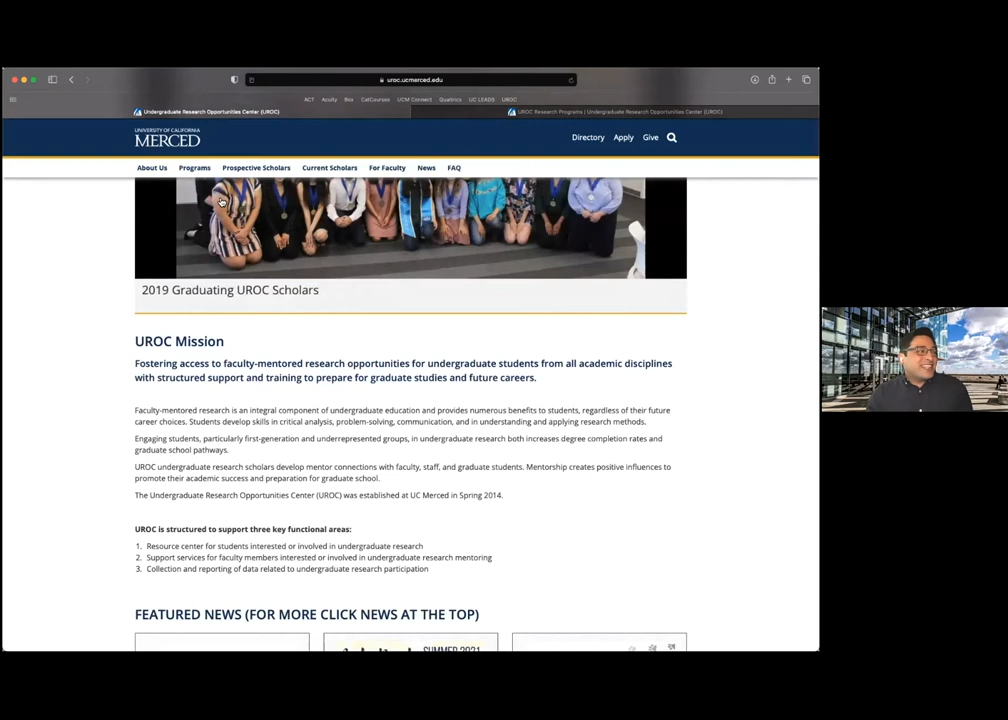 uroc.ucmerced.edu
ACT Acuity Box CatCourses UCM Connect Qualtrics UC LEADS UROC
Undergraduate Research Opportunities Center (UROC)
UROC Research Programs | Undergraduate Research Opportunities Center (UROC)
UNIVERSITY OF CALIFORNIA
MERCED
Directory Apply Give
About Us Programs Prospective Scholars Current Scholars For Faculty News FAQ
2019 Graduating UROC Scholars
UROC Mission
Fostering access to faculty-mentored research opportunities for undergraduate students from all academic disciplines
with structured support and training to prepare for graduate studies and future careers.
Faculty-mentored research is an integral component of undergraduate education and provides numerous benefits to students, regardless of their future
career choices. Students develop skills in critical analysis, problem-solving, communication, and in understanding and applying research methods.
Engaging students, particularly first-generation and underrepresented groups, in undergraduate research both increases degree completion rates and
graduate school pathways.
UROC undergraduate research scholars develop mentor connections with faculty, staff, and graduate students. Mentorship creates positive influences to
promote their academic success and preparation for graduate school.
The Undergraduate Research Opportunities Center (UROC) was established at UC Merced in Spring 2014.
UROC is structured to support three key functional areas:
1. Resource center for students interested or involved in undergraduate research
2. Support services for faculty members interested or involved in undergraduate research mentoring
3. Collection and reporting of data related to undergraduate research participation
FEATURED NEWS (FOR MORE CLICK NEWS AT THE TOP)
SUMMER 2021